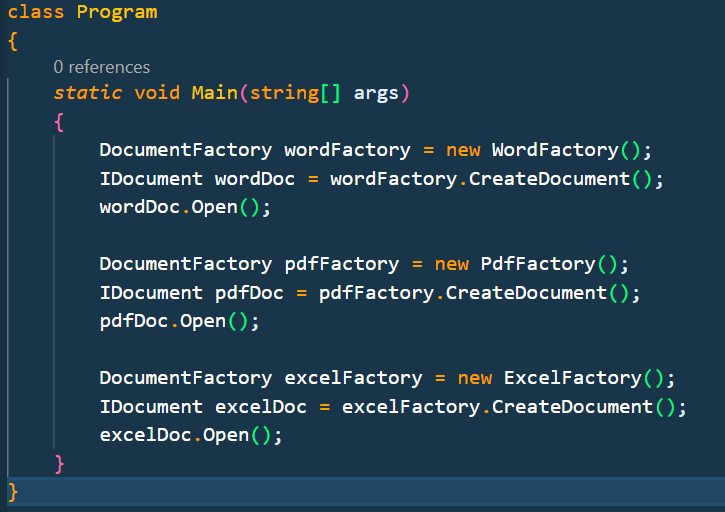 class Program
{
0 references
static void Main(string[] args)
{
DocumentFactory wordFactory = new WordFactory();
IDocument wordDoc = wordFactory.CreateDocument();
wordDoc.Open();
DocumentFactory pdfFactory = new PdfFactory();
IDocument pdfDoc = pdfFactory.CreateDocument();
pdfDoc.Open();
DocumentFactory excelFactory = new ExcelFactory();
IDocument excelDoc = excelFactory.CreateDocument();
excelDoc.Open();
}
}